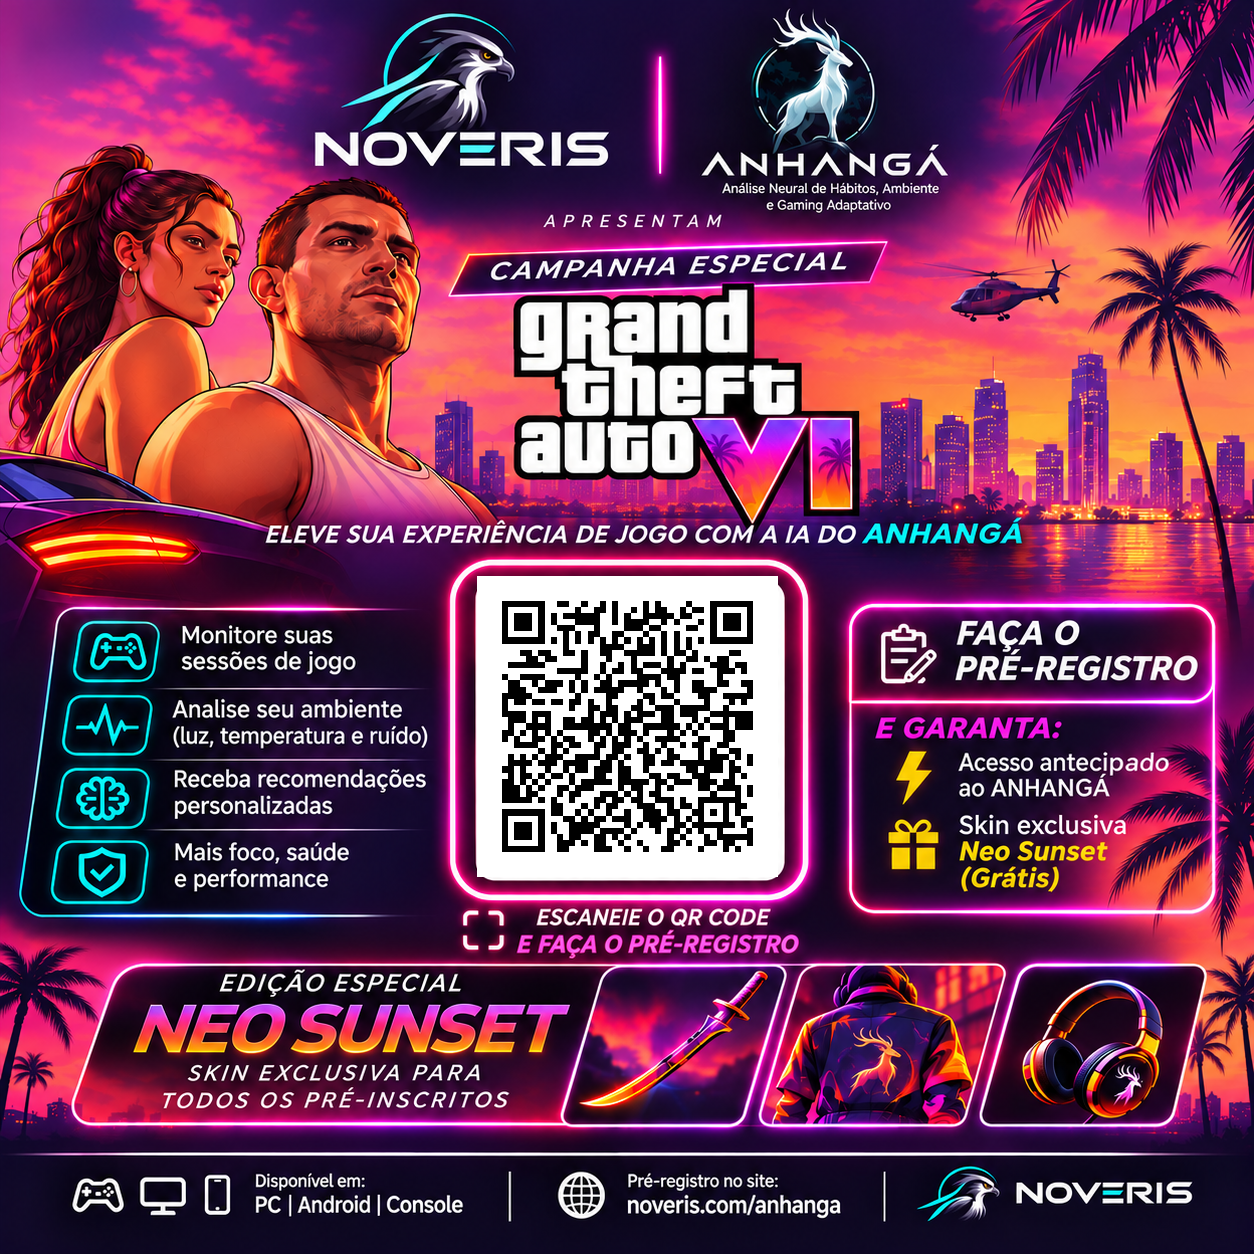 NOVERIS
ANHANGÁ
Análise Neural de Hábitos, Ambiente
e Gaming Adaptativo
APRESENTAM
CAMPANHA ESPECIAL
grand
theft
auto VI
ELEVE SUA EXPERIÊNCIA DE JOGO COM A IA DO ANHANGÁ
Monitore suas
sessões de jogo
Analise seu ambiente
(luz, temperatura e ruído)
Receba recomendações
personalizadas
Mais foco, saúde
e performance
ESCANEIE O QR CODE
E FAÇA O PRÉ-REGISTRO
FAÇA O
PRÉ-REGISTRO
E GARANTA:
Acesso antecipado
ao ANHANGÁ
Skin exclusiva
Neo Sunset
(Grátis)
EDIÇÃO ESPECIAL
NEO SUNSET
SKIN EXCLUSIVA PARA
TODOS OS PRÉ-INSCRITOS
Disponível em:
PC | Android | Console
Pré-registro no site:
noveris.com/anhanga
NOVERIS